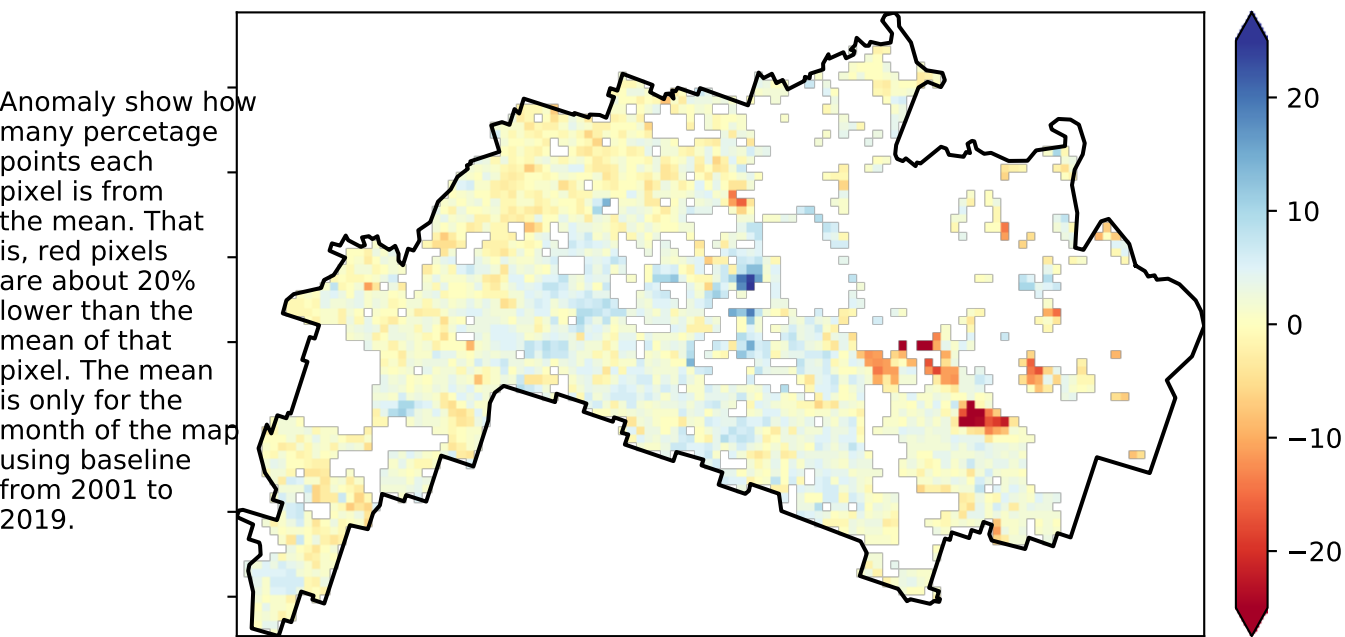 Anomaly show how
many percetage
points each
pixel is from
the mean. That
is, red pixels
are about 20%
lower than the
mean of that
pixel. The mean
is only for the
month of the map
using baseline
from 2001 to
2019.
20
10
0
−10
−20